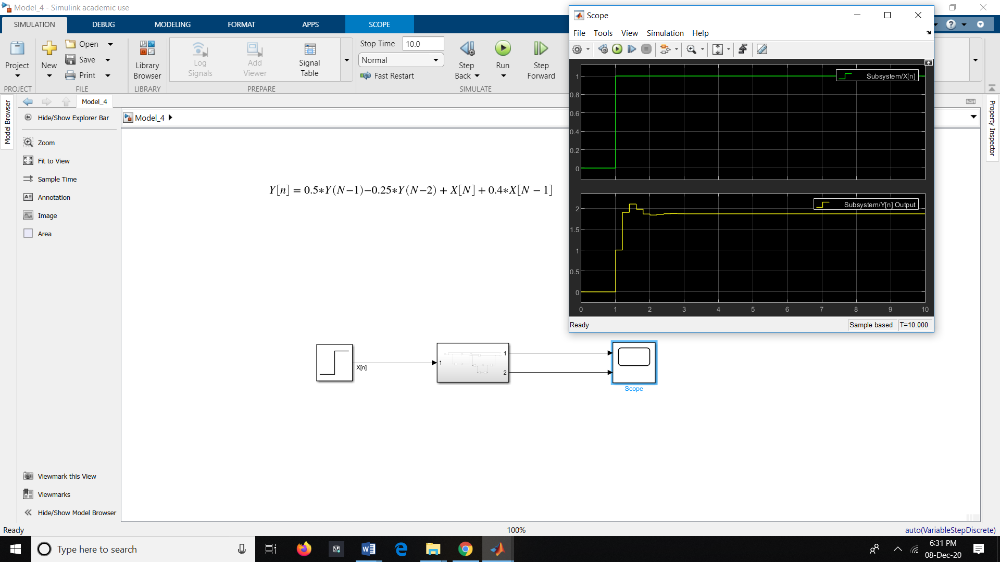 Model_4 - Simulink academic use
SIMULATION DEBUG MODELING FORMAT APPS SCOPE
Project
PROJECT
New
Open
Save
Print
FILE
Library
Browser
LIBRARY
Log
Signals
Add
Viewer
Signal
Table
PREPARE
Stop Time 10.0
Normal
Fast Restart
Step
Back
Run
Step
Forward
SIMULATE
Model Browser
Model_4
Hide/Show Explorer Bar
Model_4
Zoom
Fit to View
Sample Time
Annotation
Image
Area
Viewmark this View
Viewmarks
Hide/Show Model Browser
Y[n] = 0.5*Y(N−1)−0.25*Y(N−2) + X[N] + 0.4*X[N − 1]
X[n]
1
1
2
Scope
Scope
File Tools View Simulation Help
Subsystem/X[n]
1
0.8
0.6
0.4
0.2
0
Subsystem/Y[n] Output
2
1.5
1
0.5
0
0 1 2 3 4 5 6 7 8 9 10
Ready Sample based T=10.000
?
Property Inspector
Ready 100% auto(VariableStepDiscrete)
Type here to search
6:31 PM
08-Dec-20